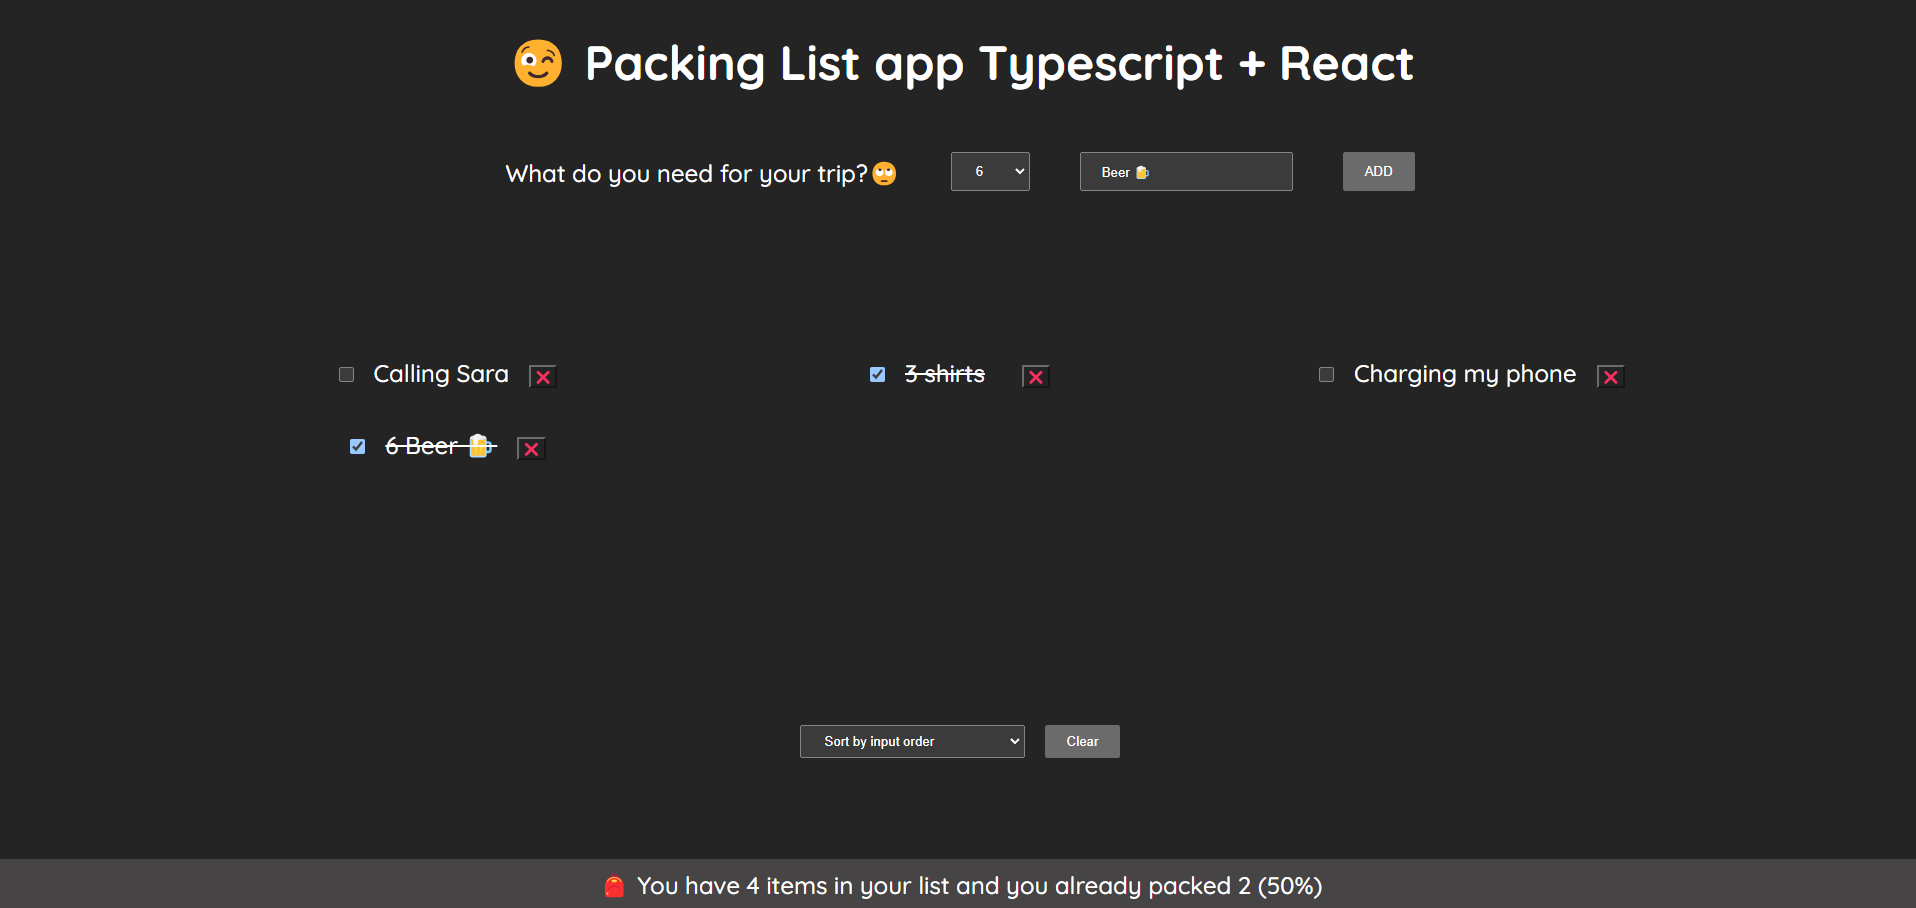 😉 Packing List app Typescript + React
What do you need for your trip?🙄 6 Beer 🍺 ADD
Calling Sara ❌ 3 shirts ❌ Charging my phone ❌
6 Beer 🍺 ❌
Sort by input order Clear
🎒 You have 4 items in your list and you already packed 2 (50%)